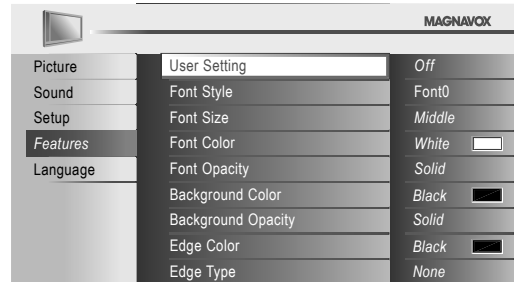 MAGNAVOX
Picture
Sound
Setup
Features
Language
User Setting Off
Font Style Font0
Font Size Middle
Font Color White
Font Opacity Solid
Background Color Black
Background Opacity Solid
Edge Color Black
Edge Type None